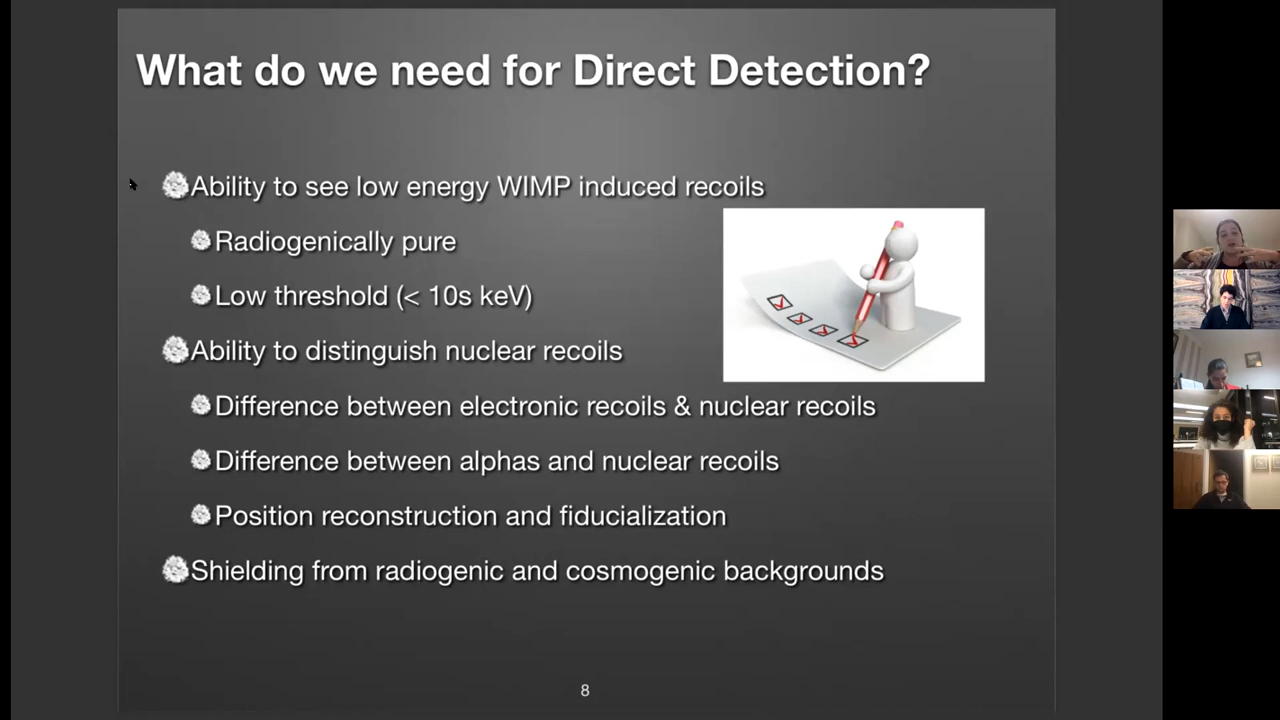 What do we need for Direct Detection?
Ability to see low energy WIMP induced recoils
Radiogenically pure
Low threshold (< 10s keV)
Ability to distinguish nuclear recoils
Difference between electronic recoils & nuclear recoils
Difference between alphas and nuclear recoils
Position reconstruction and fiducialization
Shielding from radiogenic and cosmogenic backgrounds
8